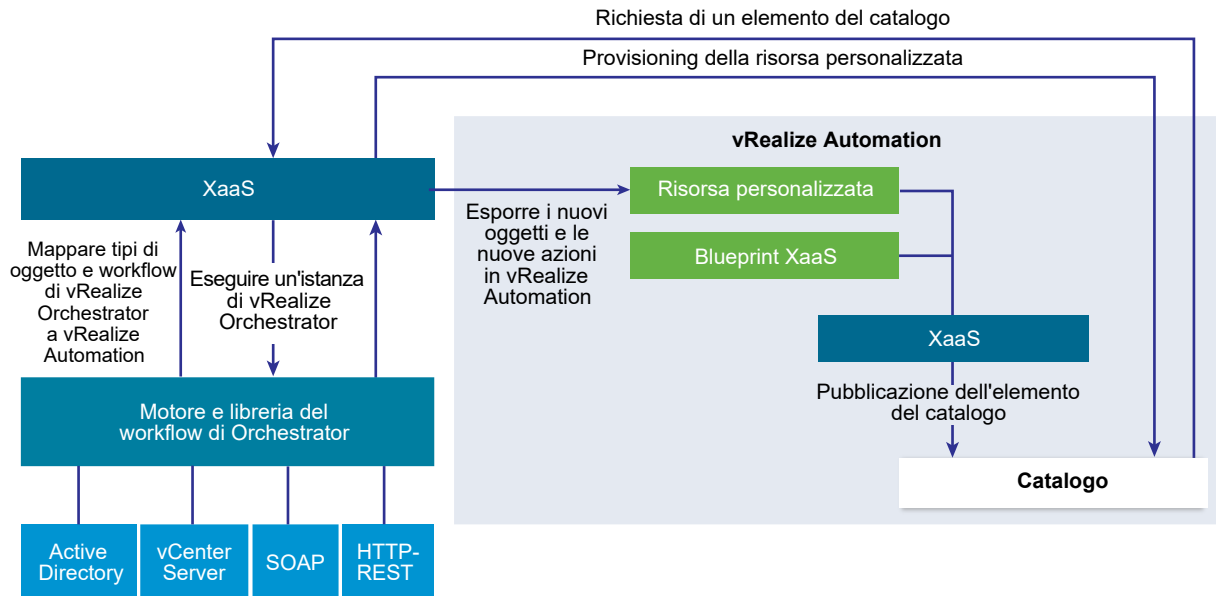 Richiesta di un elemento del catalogo
Provisioning della risorsa personalizzata
vRealize Automation
XaaS
Risorsa personalizzata
Esporre i nuovi
oggetti e le
nuove azioni
in vRealize
Automation
Blueprint XaaS
Mappare tipi di
oggetto e workflow
di vRealize
Orchestrator
a vRealize
Automation
Eseguire un'istanza
di vRealize
Orchestrator
XaaS
Pubblicazione dell'elemento
del catalogo
Motore e libreria del
workflow di Orchestrator
Catalogo
Active
Directory
vCenter
Server
SOAP
HTTP-
REST